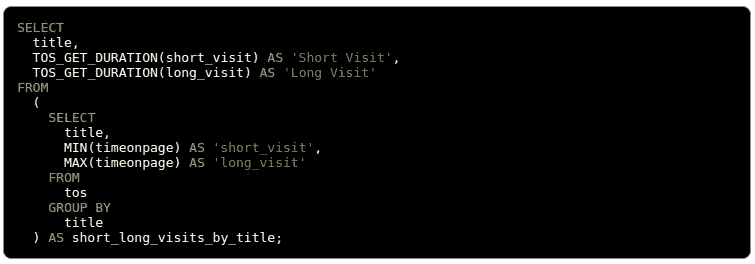 SELECT
  title,
  TOS_GET_DURATION(short_visit) AS 'Short Visit',
  TOS_GET_DURATION(long_visit) AS 'Long Visit'
FROM
  (
    SELECT
      title,
      MIN(timeonpage) AS 'short_visit',
      MAX(timeonpage) AS 'long_visit'
    FROM
      tos
    GROUP BY
      title
  ) AS short_long_visits_by_title;